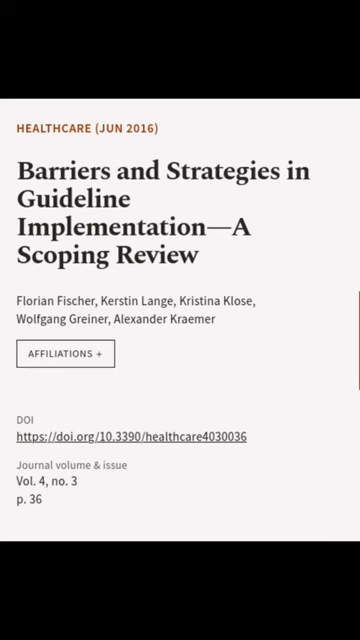 HEALTHCARE (JUN 2016)
Barriers and Strategies in
Guideline
Implementation—A
Scoping Review
Florian Fischer, Kerstin Lange, Kristina Klose,
Wolfgang Greiner, Alexander Kraemer
AFFILIATIONS +
DOI
https://doi.org/10.3390/healthcare4030036
Journal volume & issue
Vol. 4, no. 3
p. 36